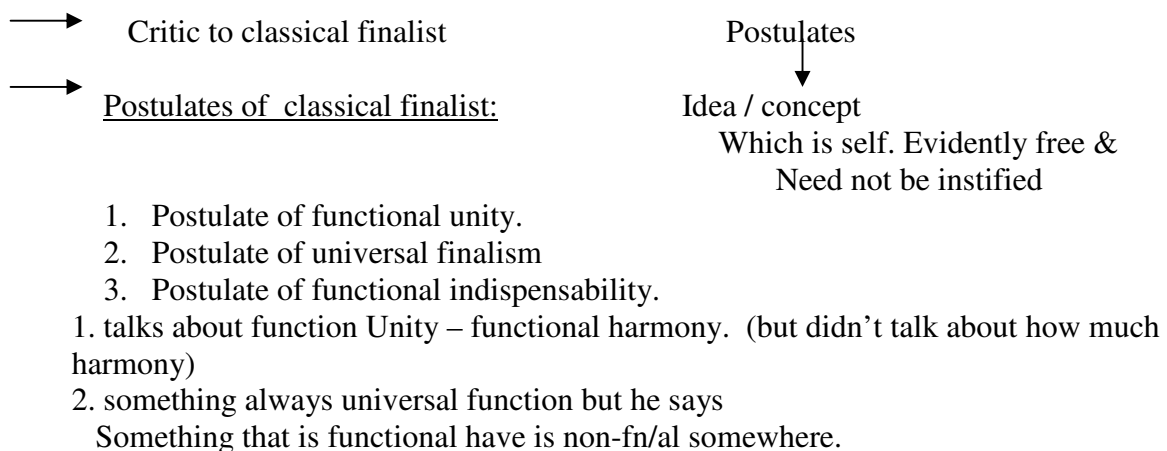 Critic to classical finalist Postulates
Postulates of classical finalist: Idea / concept
Which is self. Evidently free &
Need not be instified
1. Postulate of functional unity.
2. Postulate of universal finalism
3. Postulate of functional indispensability.
1. talks about function Unity – functional harmony. (but didn't talk about how much
harmony)
2. something always universal function but he says
Something that is functional have is non-fn/al somewhere.